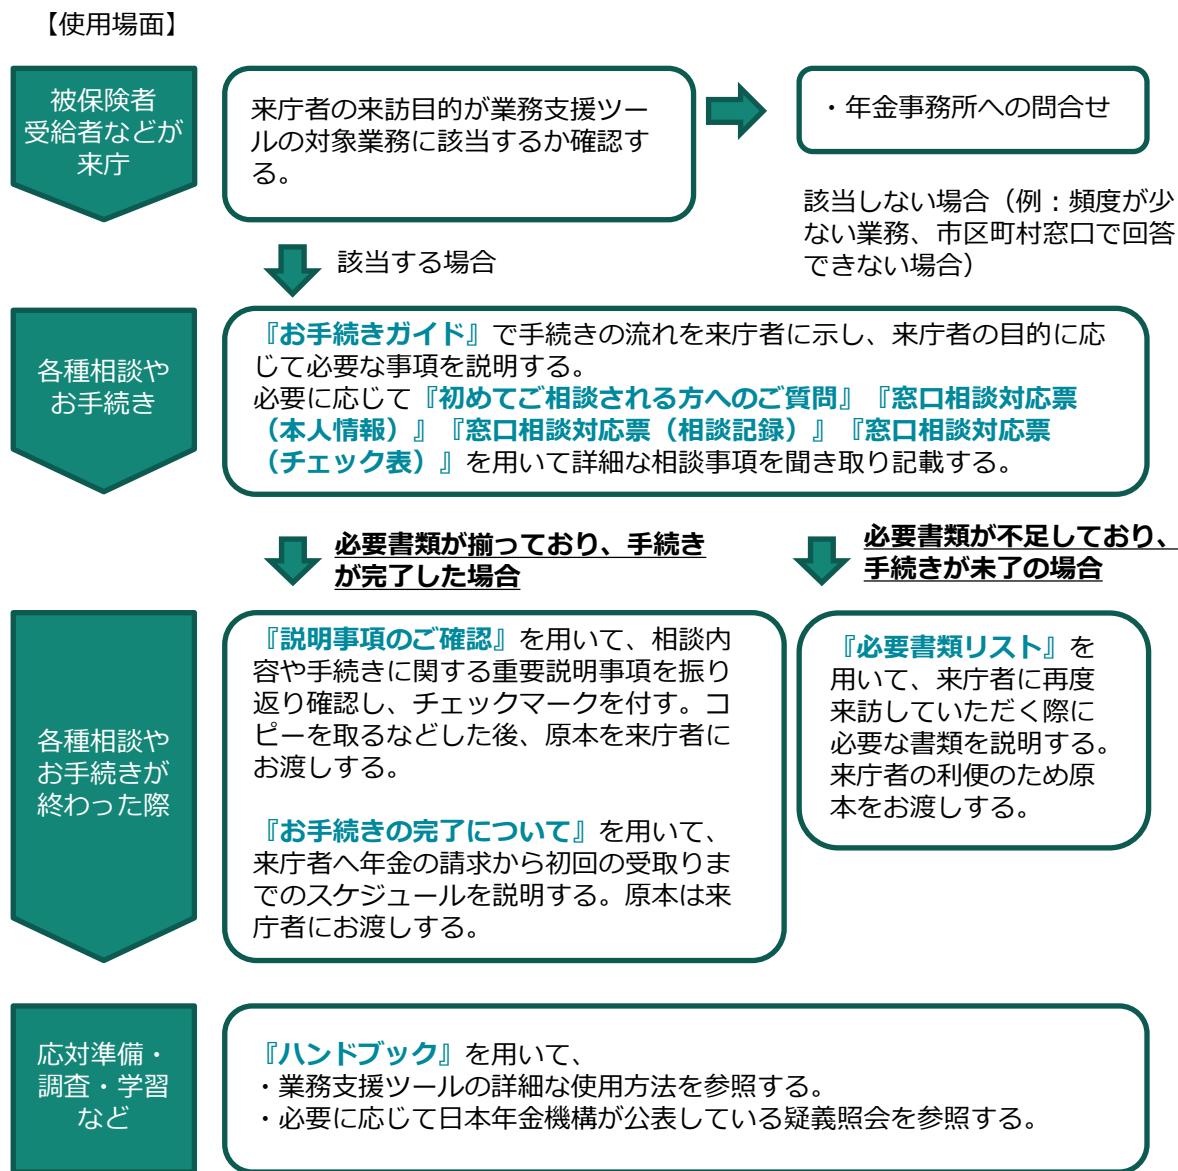 【使用場面】
被保険者
受給者などが
来庁
来庁者の来訪目的が業務支援ツー
ルの対象業務に該当するか確認す
る。
・年金事務所への問合せ
該当しない場合（例：頻度が少
ない業務、市区町村窓口で回答
できない場合）
該当する場合
各種相談や
お手続き
『お手続きガイド』で手続きの流れを来庁者に示し、来庁者の目的に応
じて必要な事項を説明する。
必要に応じて『初めてご相談される方へのご質問』『窓口相談対応票
（本人情報）』『窓口相談対応票（相談記録）』『窓口相談対応票
（チェック表）』を用いて詳細な相談事項を聞き取り記載する。
必要書類が揃っており、手続き
が完了した場合
必要書類が不足しており、
手続きが未了の場合
各種相談や
お手続きが
終わった際
『説明事項のご確認』を用いて、相談内
容や手続きに関する重要説明事項を振り
返り確認し、チェックマークを付す。コ
ピーを取るなどした後、原本を来庁者に
お渡しする。
『お手続きの完了について』を用いて、
来庁者へ年金の請求から初回の受取りま
でのスケジュールを説明する。原本は来
庁者にお渡しする。
『必要書類リスト』を
用いて、来庁者に再度
来訪していただく際に
必要な書類を説明する。
来庁者の利便のため原
本をお渡しする。
応対準備・
調査・学習
など
『ハンドブック』を用いて、
・業務支援ツールの詳細な使用方法を参照する。
・必要に応じて日本年金機構が公表している疑義照会を参照する。